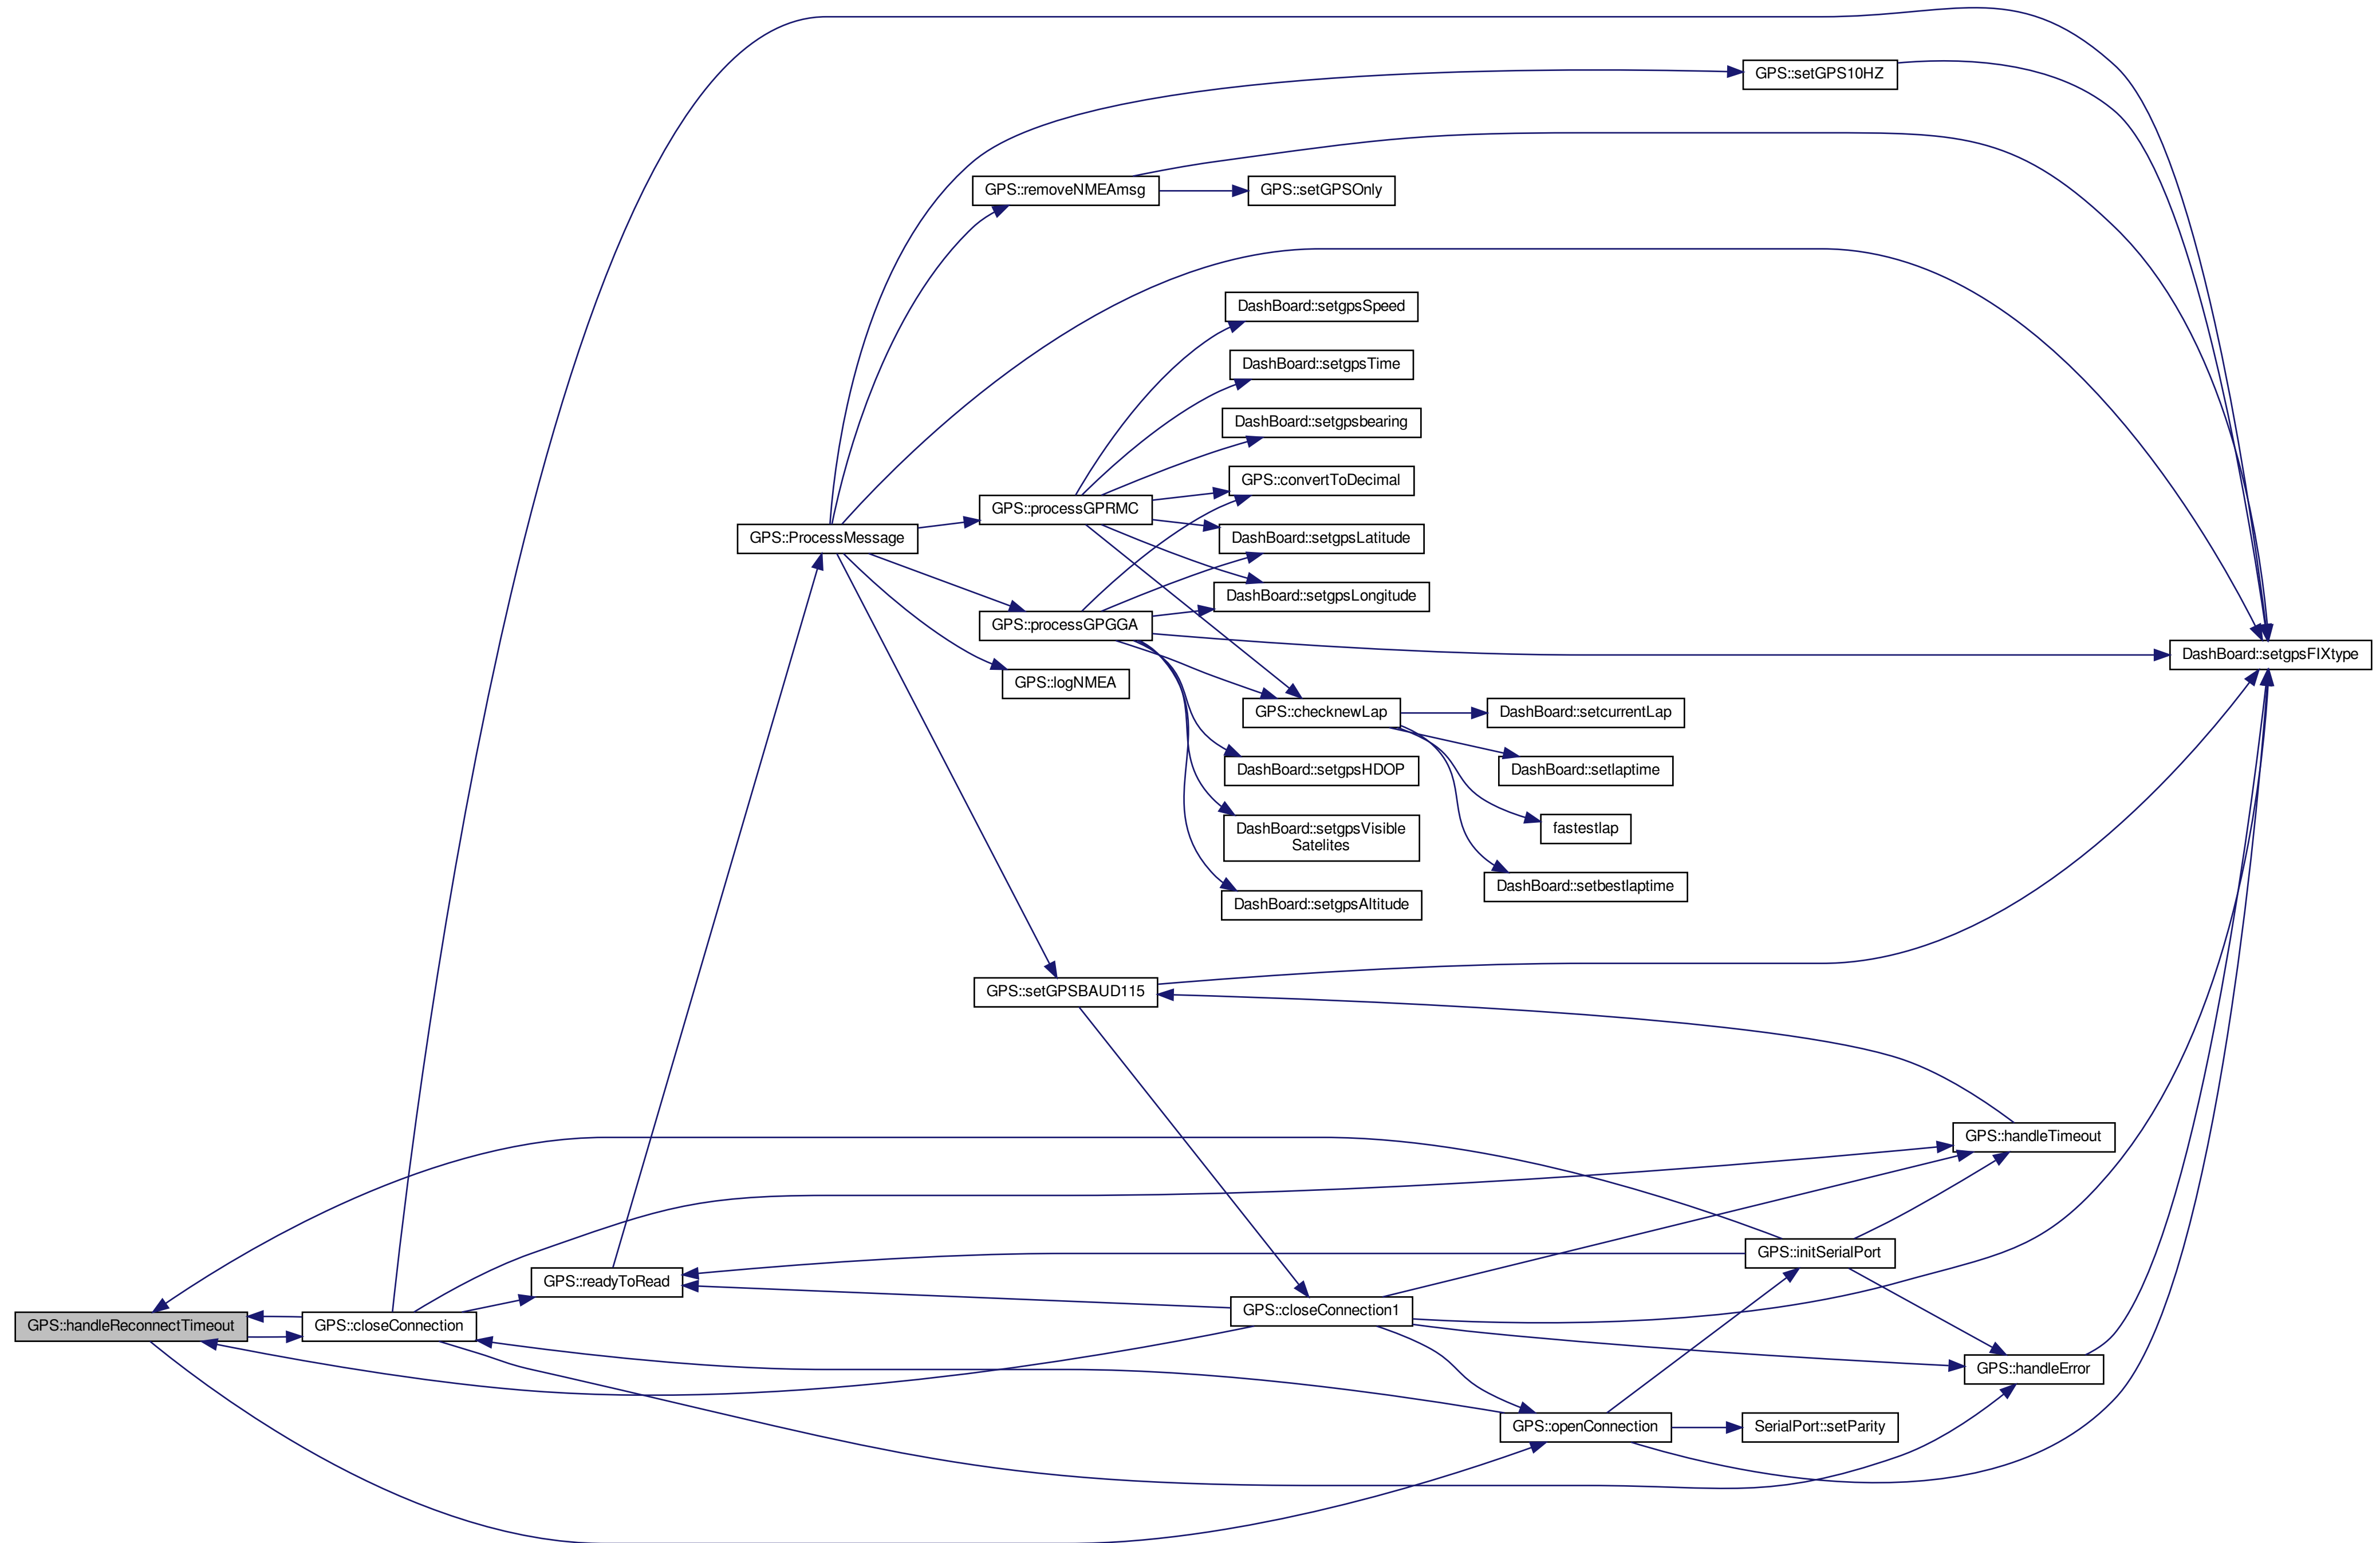 GPS::setGPS10HZ
GPS::removeNMEAmsg
GPS::setGPSOnly
DashBoard::setgpsSpeed
DashBoard::setgpsTime
DashBoard::setgpsbearing
GPS::convertToDecimal
GPS::processGPRMC
GPS::ProcessMessage
DashBoard::setgpsLatitude
DashBoard::setgpsLongitude
GPS::processGPGGA
DashBoard::setgpsFIXtype
GPS::logNMEA
GPS::checknewLap
DashBoard::setcurrentLap
DashBoard::setgpsHDOP
DashBoard::setlaptime
DashBoard::setgpsVisible
Satelites
fastestlap
DashBoard::setbestlaptime
DashBoard::setgpsAltitude
GPS::setGPSBAUD115
GPS::handleTimeout
GPS::initSerialPort
GPS::readyToRead
GPS::closeConnection1
GPS::handleReconnectTimeout
GPS::closeConnection
GPS::handleError
GPS::openConnection
SerialPort::setParity